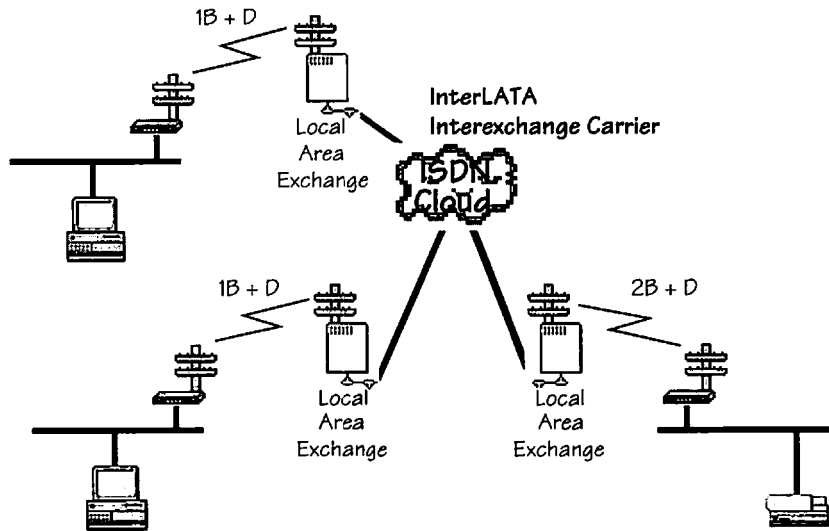 1B + D
Local
Area
Exchange
InterLATA
Interexchange Carrier
ISDN
Cloud
1B + D
Local
Area
Exchange
2B + D
Local
Area
Exchange